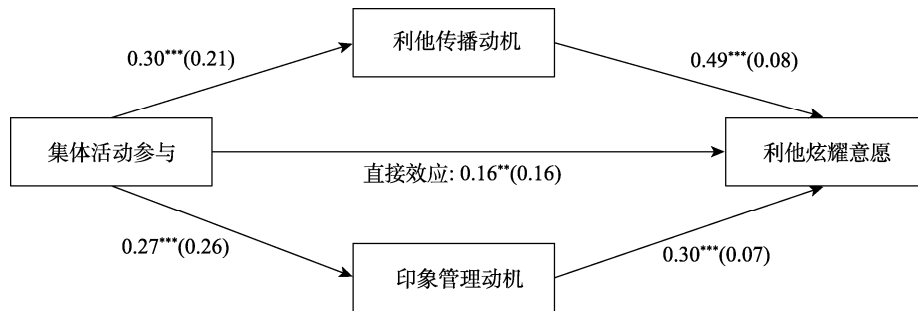 利他传播动机
0.30***(0.21)
0.49***(0.08)
集体活动参与
利他炫耀意愿
直接效应: 0.16**(0.16)
0.27***(0.26)
0.30***(0.07)
印象管理动机